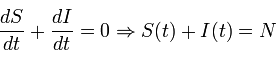 dS/dt + dI/dt = 0 ⇒ S(t) + I(t) = N